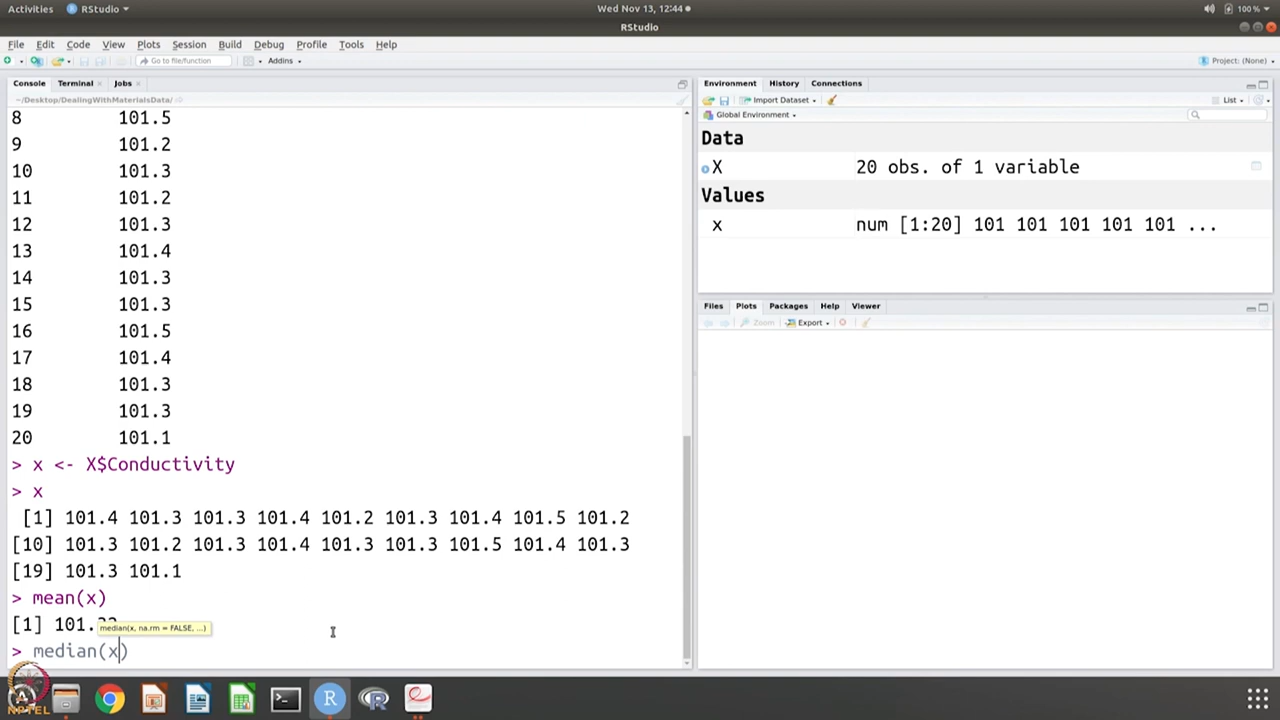 Activities RStudio Wed Nov 13, 12:44 100%
RStudio
File Edit Code View Plots Session Build Debug Profile Tools Help
Go to file/function Addins Project: (None)
Console Terminal Jobs
~/Desktop/DealingWithMaterialsData/
8 101.5
9 101.2
10 101.3
11 101.2
12 101.3
13 101.4
14 101.3
15 101.3
16 101.5
17 101.4
18 101.3
19 101.3
20 101.1
> x <- X$Conductivity
> x
[1] 101.4 101.3 101.3 101.4 101.2 101.3 101.4 101.5 101.2
[10] 101.3 101.2 101.3 101.4 101.3 101.3 101.5 101.4 101.3
[19] 101.3 101.1
> mean(x)
[1] 101.
median(x, na.rm = FALSE, ...)
> median(x)
Environment History Connections
Import Dataset List
Global Environment
Data
X 20 obs. of 1 variable
Values
x num [1:20] 101 101 101 101 101 ...
Files Plots Packages Help Viewer
Zoom Export
NPTEL